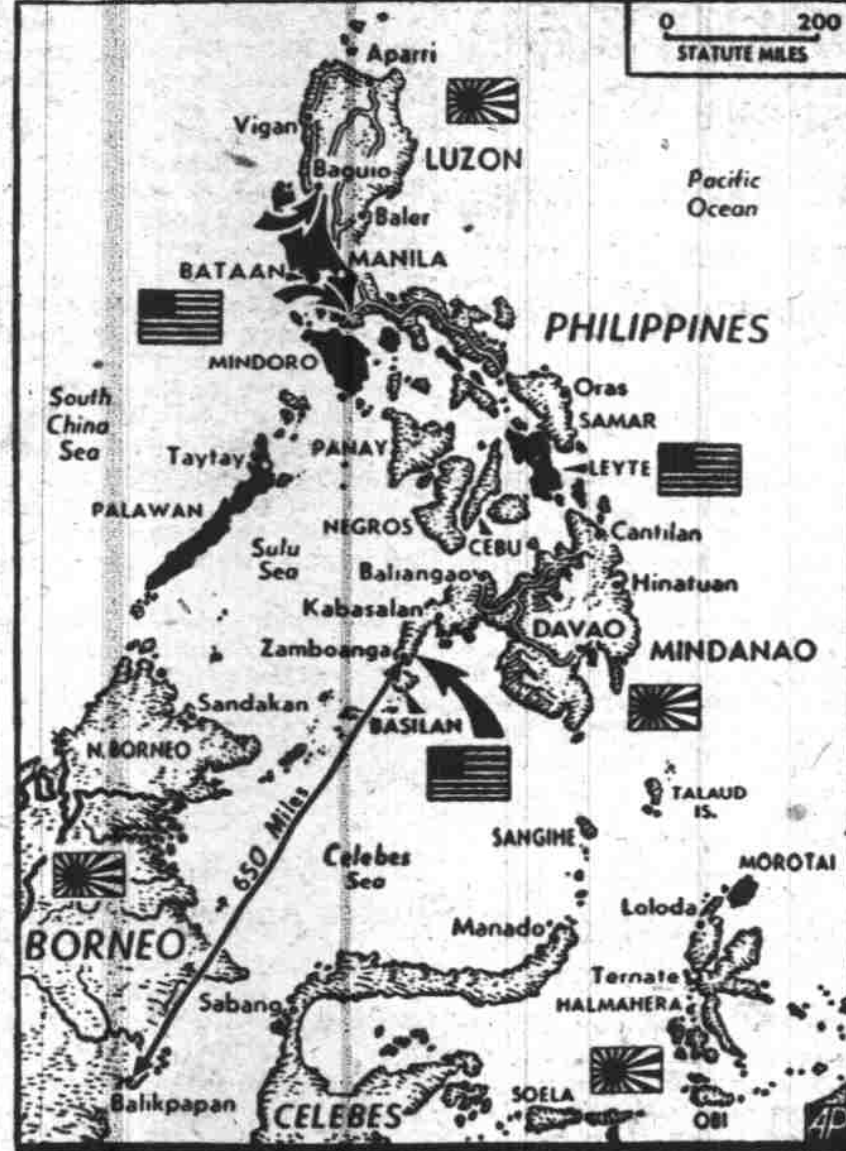 0 200
STATUTE MILES
Aparri
Vigan
LUZON
Baguio
Pacific
Ocean
Baler
BATAAN
MANILA
PHILIPPINES
MINDORO
South
China
Sea
Oras
SAMAR
Taytay
PANAY
LEYTE
PALAWAN
NEGROS
CEBU
Cantilan
Sulu
Sea
Baliangao
Hinatuan
Kabasalan
DAVAO
Zamboanga
MINDANAO
Sandakan
BASILAN
N. BORNEO
650 Miles
TALAUD
IS.
SANGIHE
Celebes
Sea
MOROTAI
Loloda
BORNEO
Manado
Ternate
HALMAHERA
Sabang
Balikpapan
CELEBES
SOELA
OBI
AP